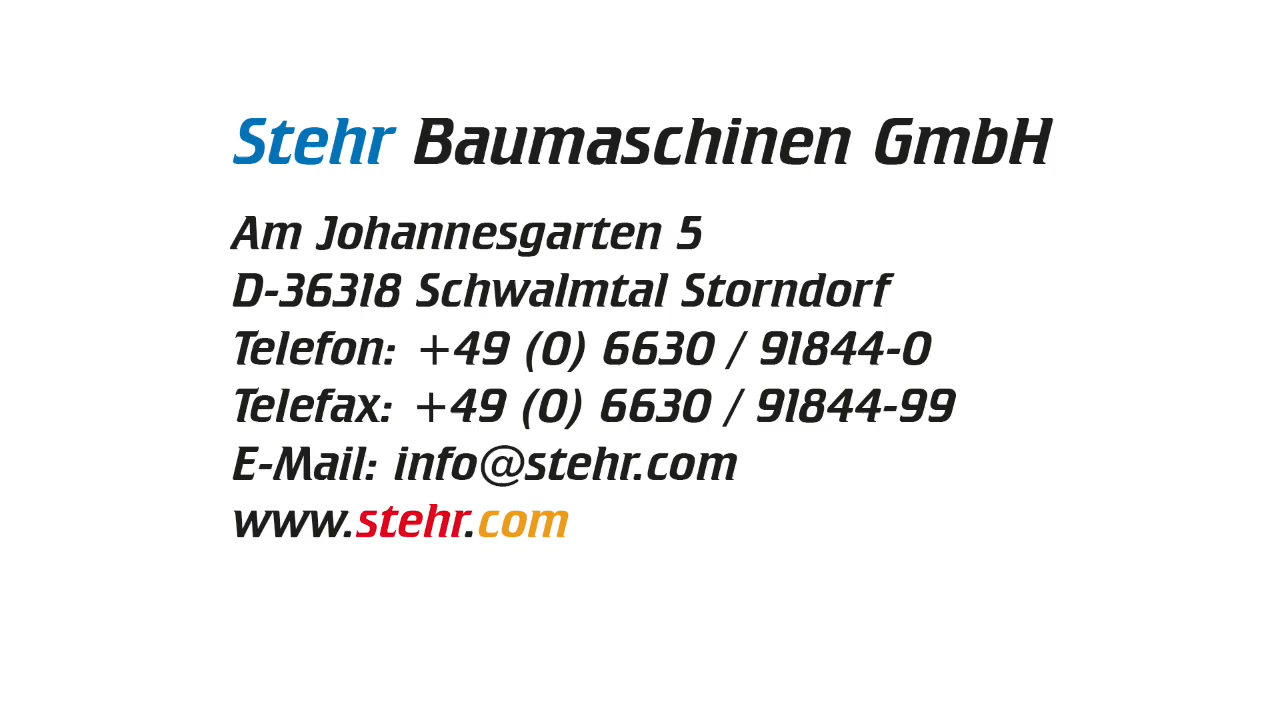 Stehr Baumaschinen GmbH
Am Johannesgarten 5
D-36318 Schwalmtal Storndorf
Telefon: +49 (0) 6630 / 91844-0
Telefax: +49 (0) 6630 / 91844-99
E-Mail: info@stehr.com
www.stehr.com